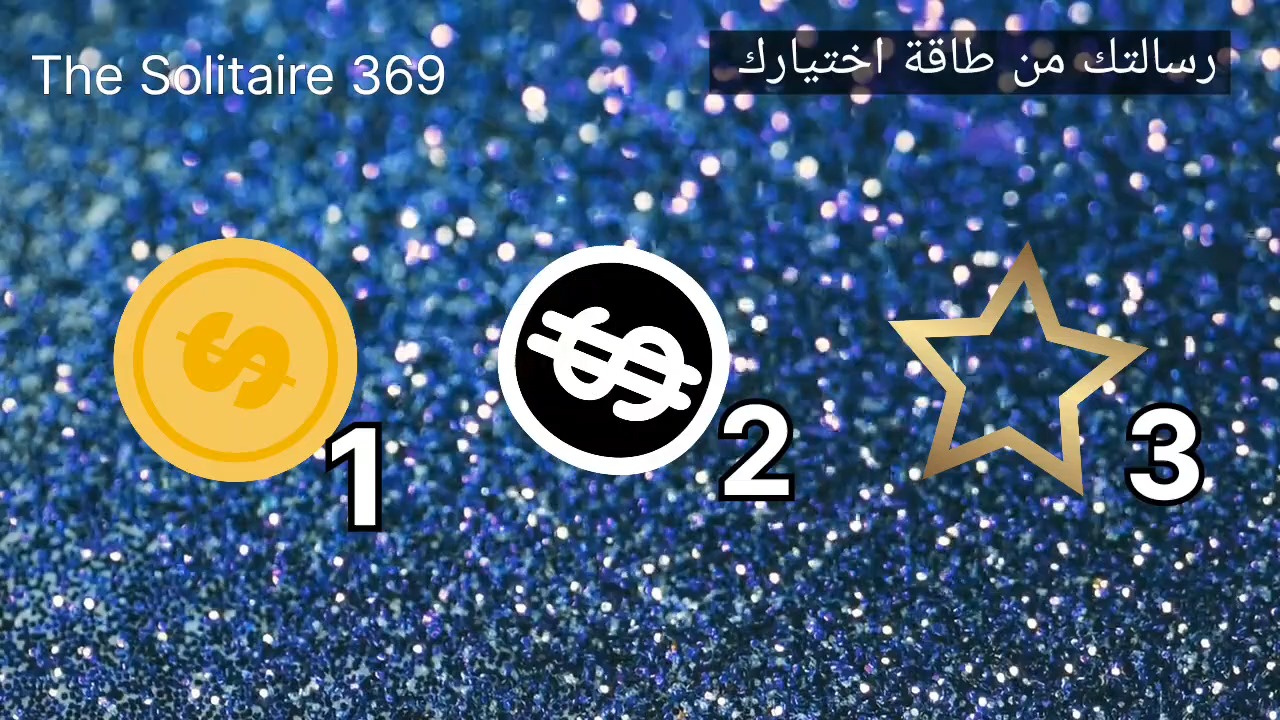 The Solitaire 369
رسالتك من طاقة اختيارك
$
$
1
2
3